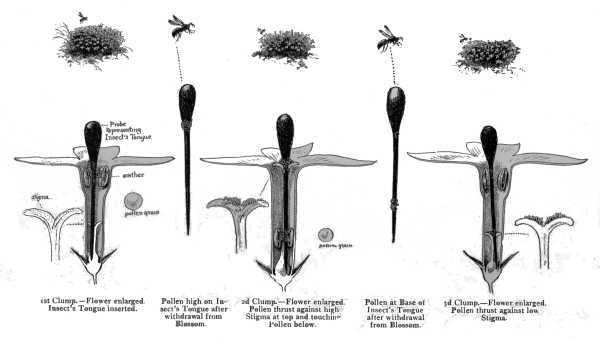 Probe
Representing
Insect's Tongue
anther
stigma
pollen grain
pollen grain
1st Clump.—Flower enlarged.
Insect's Tongue inserted.
Pollen high on In-
sect's Tongue after
withdrawal from
Blossom.
2d Clump.—Flower enlarged.
Pollen thrust against high
Stigma at top and touching
Pollen below.
Pollen at Base of
Insect's Tongue
after withdrawal
from Blossom.
3d Clump.—Flower enlarged.
Pollen thrust against low
Stigma.